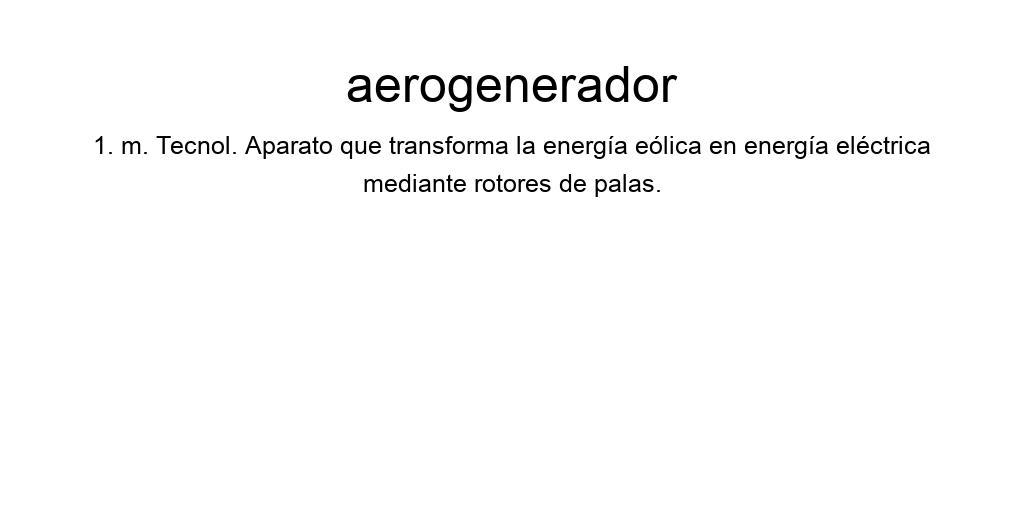 aerogenerador
1. m. Tecnol. Aparato que transforma la energía eólica en energía eléctrica
mediante rotores de palas.